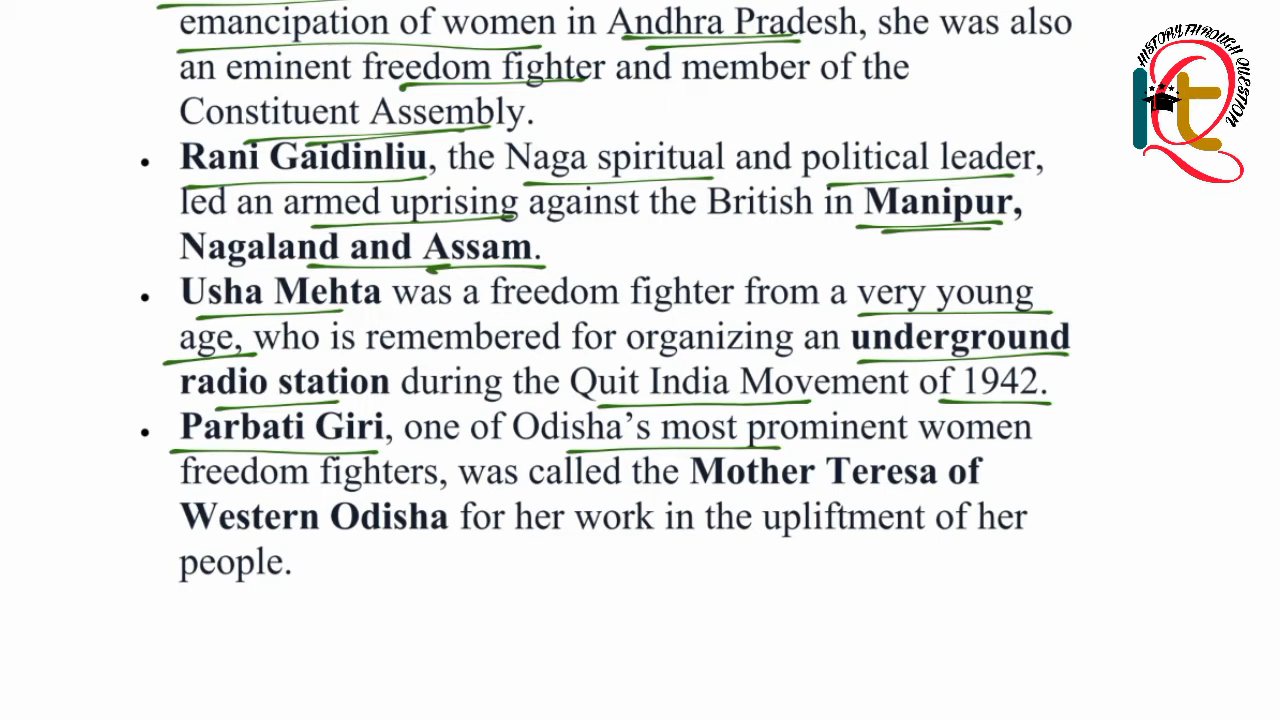 emancipation of women in Andhra Pradesh, she was also
an eminent freedom fighter and member of the
Constituent Assembly.
• Rani Gaidinliu, the Naga spiritual and political leader,
led an armed uprising against the British in Manipur,
Nagaland and Assam.
• Usha Mehta was a freedom fighter from a very young
age, who is remembered for organizing an underground
radio station during the Quit India Movement of 1942.
• Parbati Giri, one of Odisha’s most prominent women
freedom fighters, was called the Mother Teresa of
Western Odisha for her work in the upliftment of her
people.
HISTORY THROUGH QUESTION